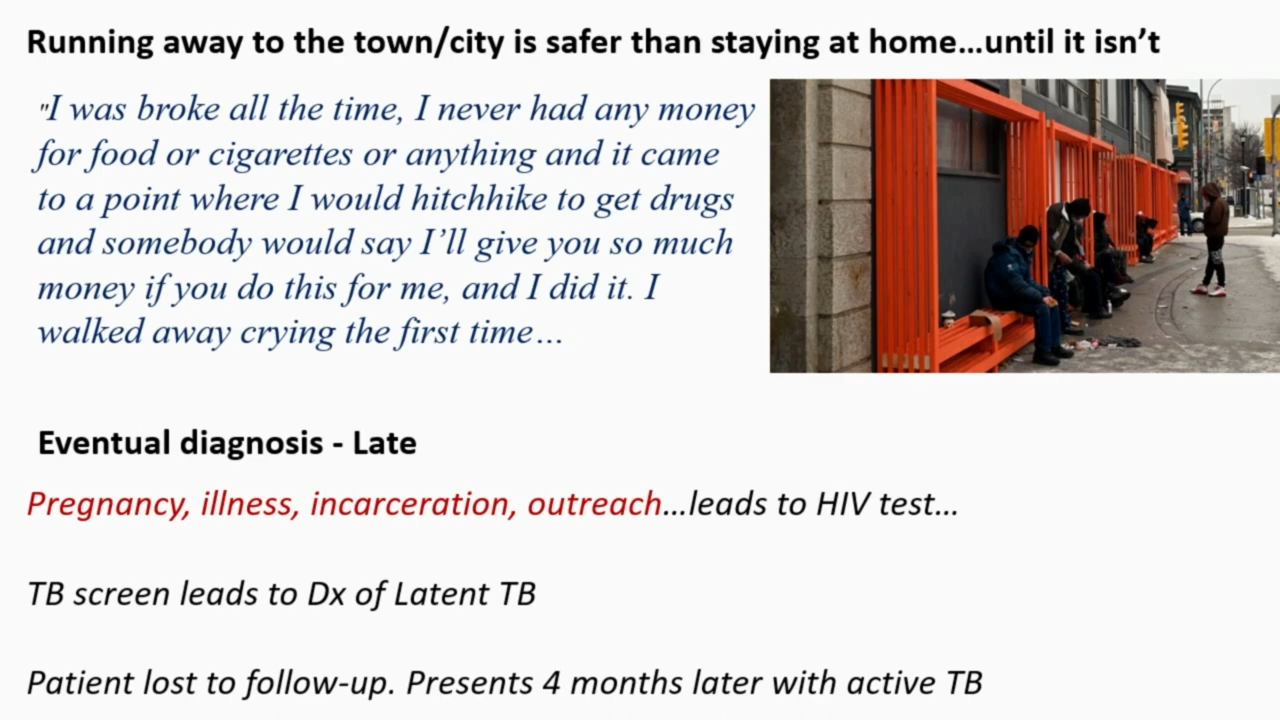 Running away to the town/city is safer than staying at home…until it isn’t
"I was broke all the time, I never had any money
for food or cigarettes or anything and it came
to a point where I would hitchhike to get drugs
and somebody would say I’ll give you so much
money if you do this for me, and I did it. I
walked away crying the first time…
Eventual diagnosis - Late
Pregnancy, illness, incarceration, outreach…leads to HIV test…
TB screen leads to Dx of Latent TB
Patient lost to follow-up. Presents 4 months later with active TB